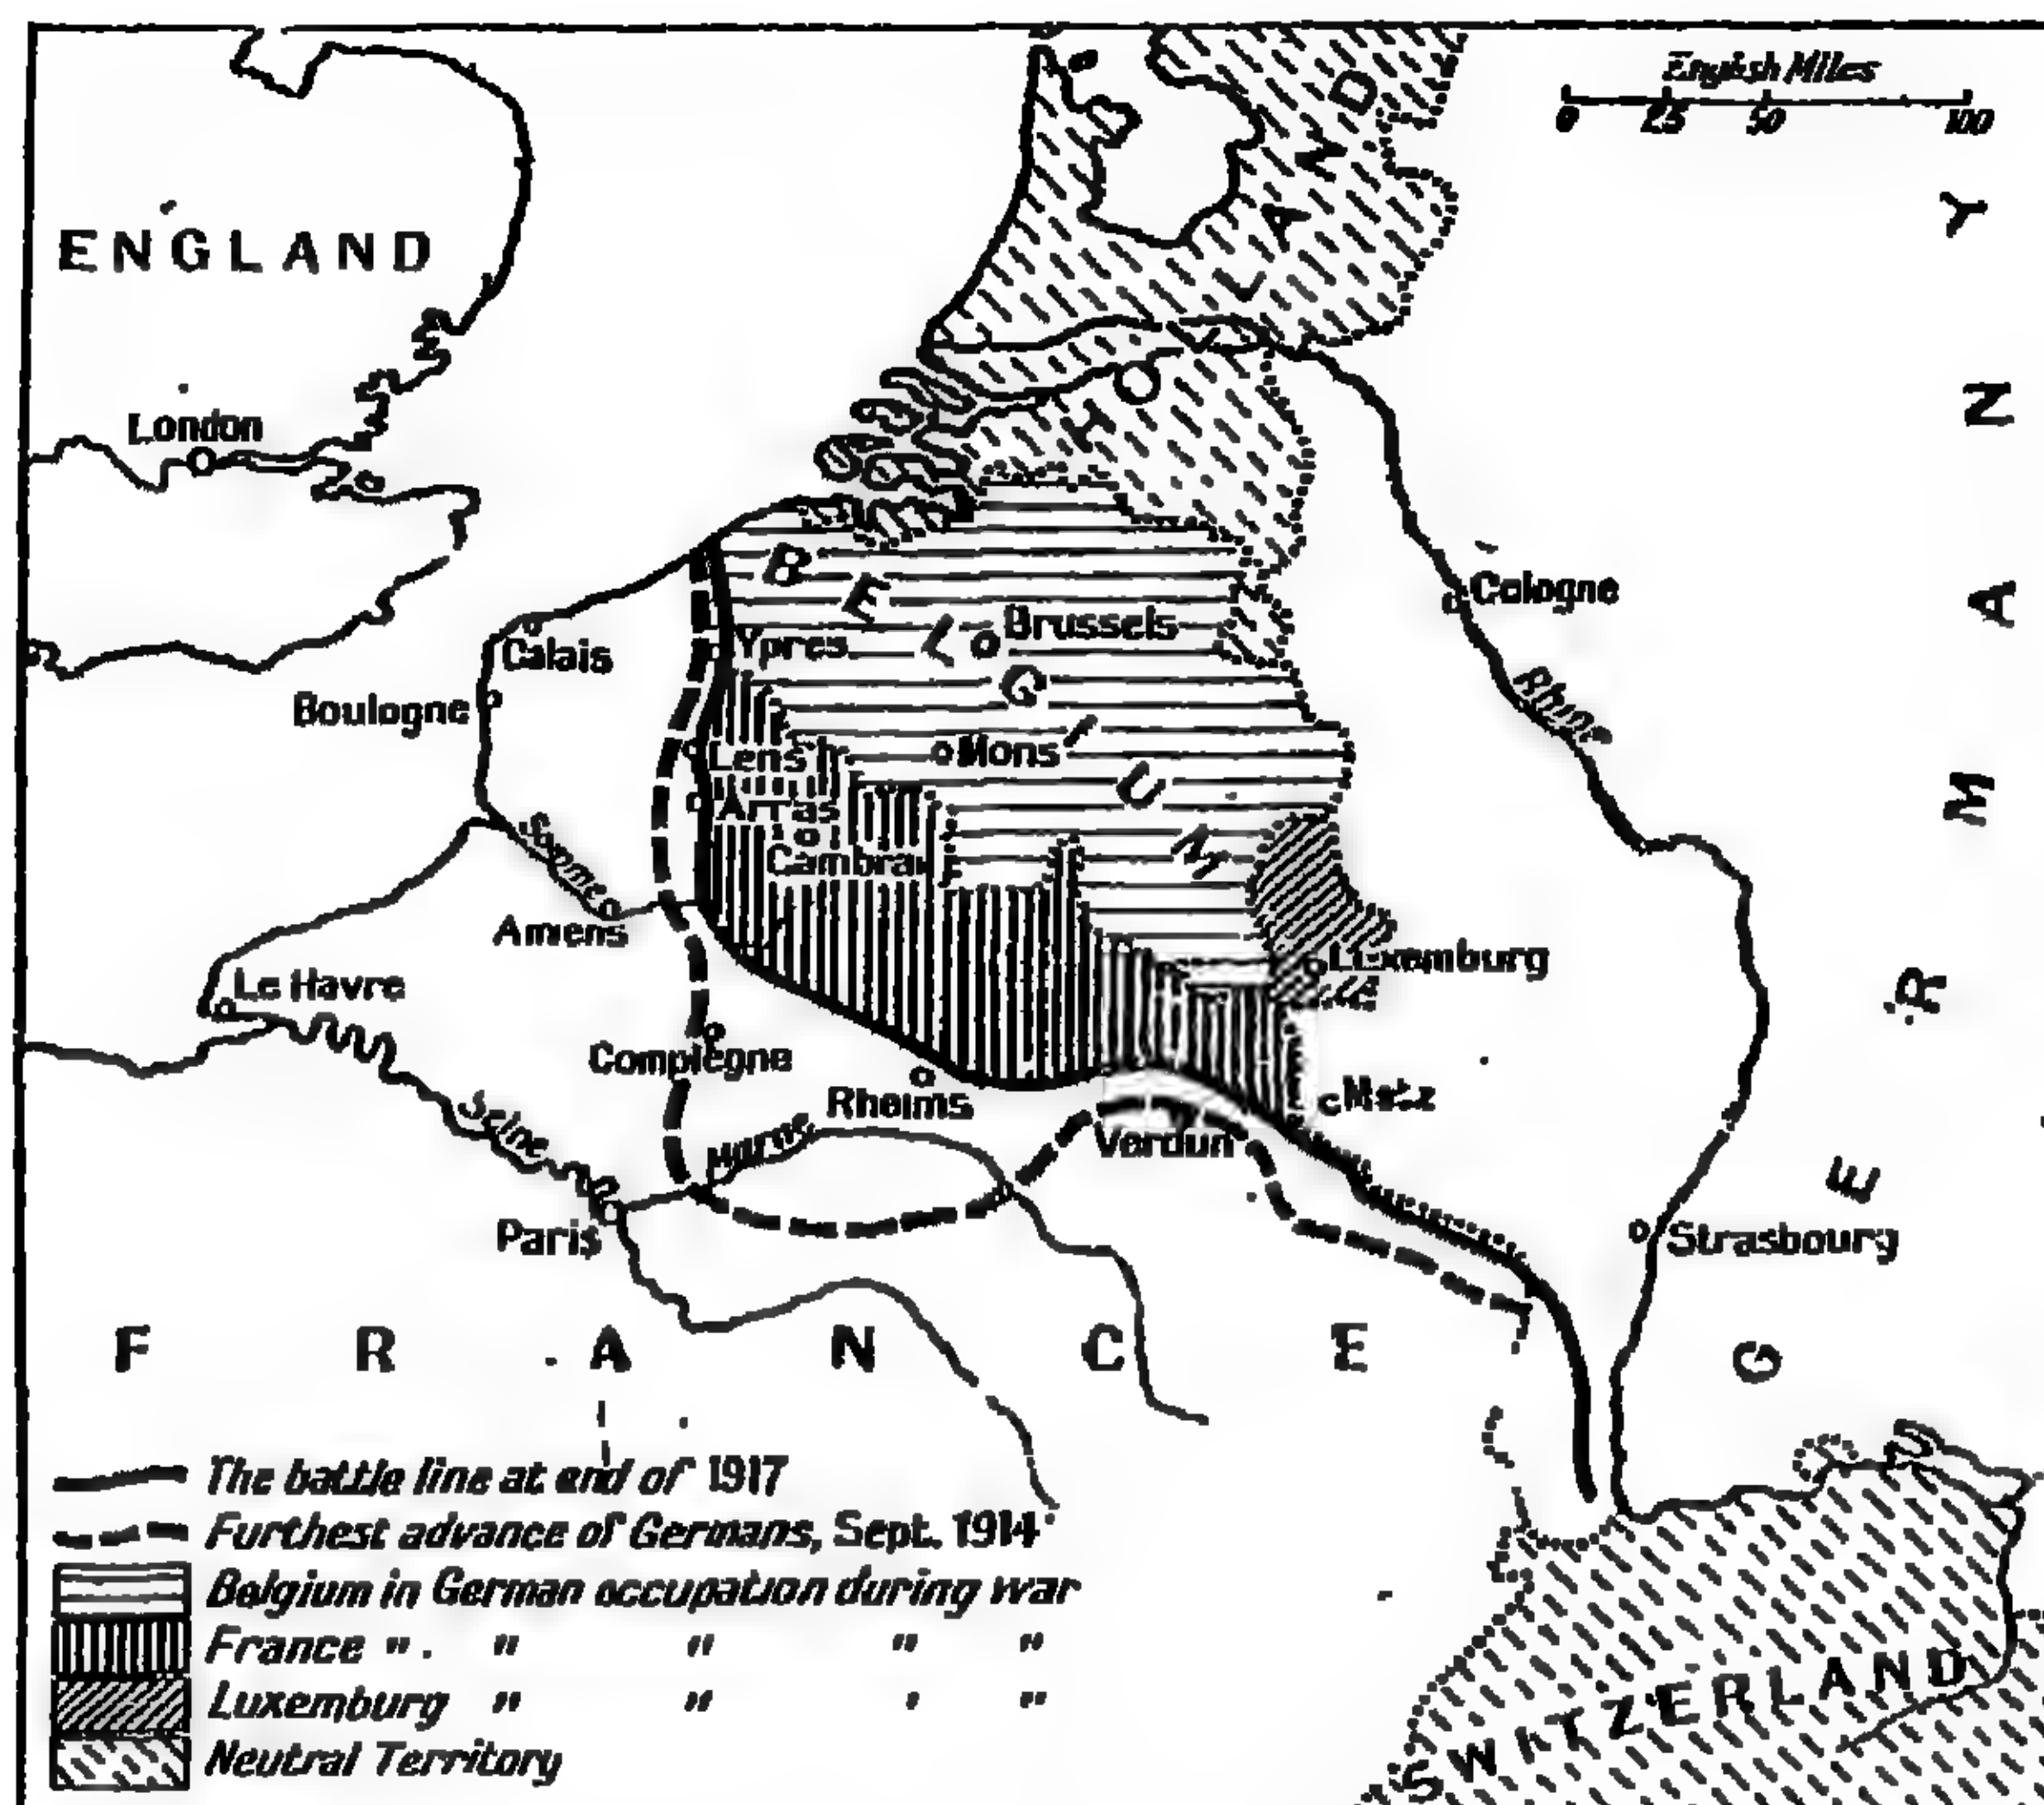 English Miles
0 25 50 100
ENGLAND
HOLLAND
GERMANY
London
Cologne
BELGIUM
Brussels
Calais
Ypres
Rhine
Boulogne
Lens
Mons
Arras
Somme
Cambrai
Amiens
Luxemburg
Le Havre
Compiegne
Rheims
Metz
Seine
Marne
Verdun
Paris
Strasbourg
FRANCE
The battle line at end of 1917
Furthest advance of Germans, Sept. 1914
Belgium in German occupation during war
France " " " " "
Luxemburg " " " "
Neutral Territory
SWITZERLAND